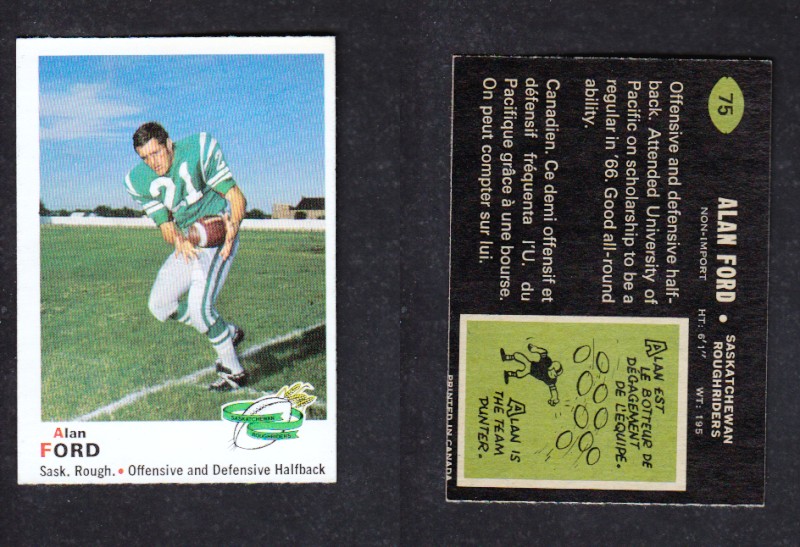 21
SASKATCHEWAN
ROUGHRIDERS
Alan
FORD
Sask. Rough. • Offensive and Defensive Halfback
75
ALAN FORD • SASKATCHEWAN
ROUGHRIDERS
NON-IMPORT HT: 6'1" WT: 195
Offensive and defensive half-
back. Attended University of
Pacific on scholarship to be a
regular in '66. Good all-round
ability.
Canadien. Ce demi offensif et
défensif fréquenta l'U. du
Pacifique grâce à une bourse.
On peut compter sur lui.
ALAN EST
LE BOTTEUR DE
DÉGAGEMENT
DE L'ÉQUIPE.
ALAN IS
THE TEAM
PUNTER.
PRINTED IN CANADA